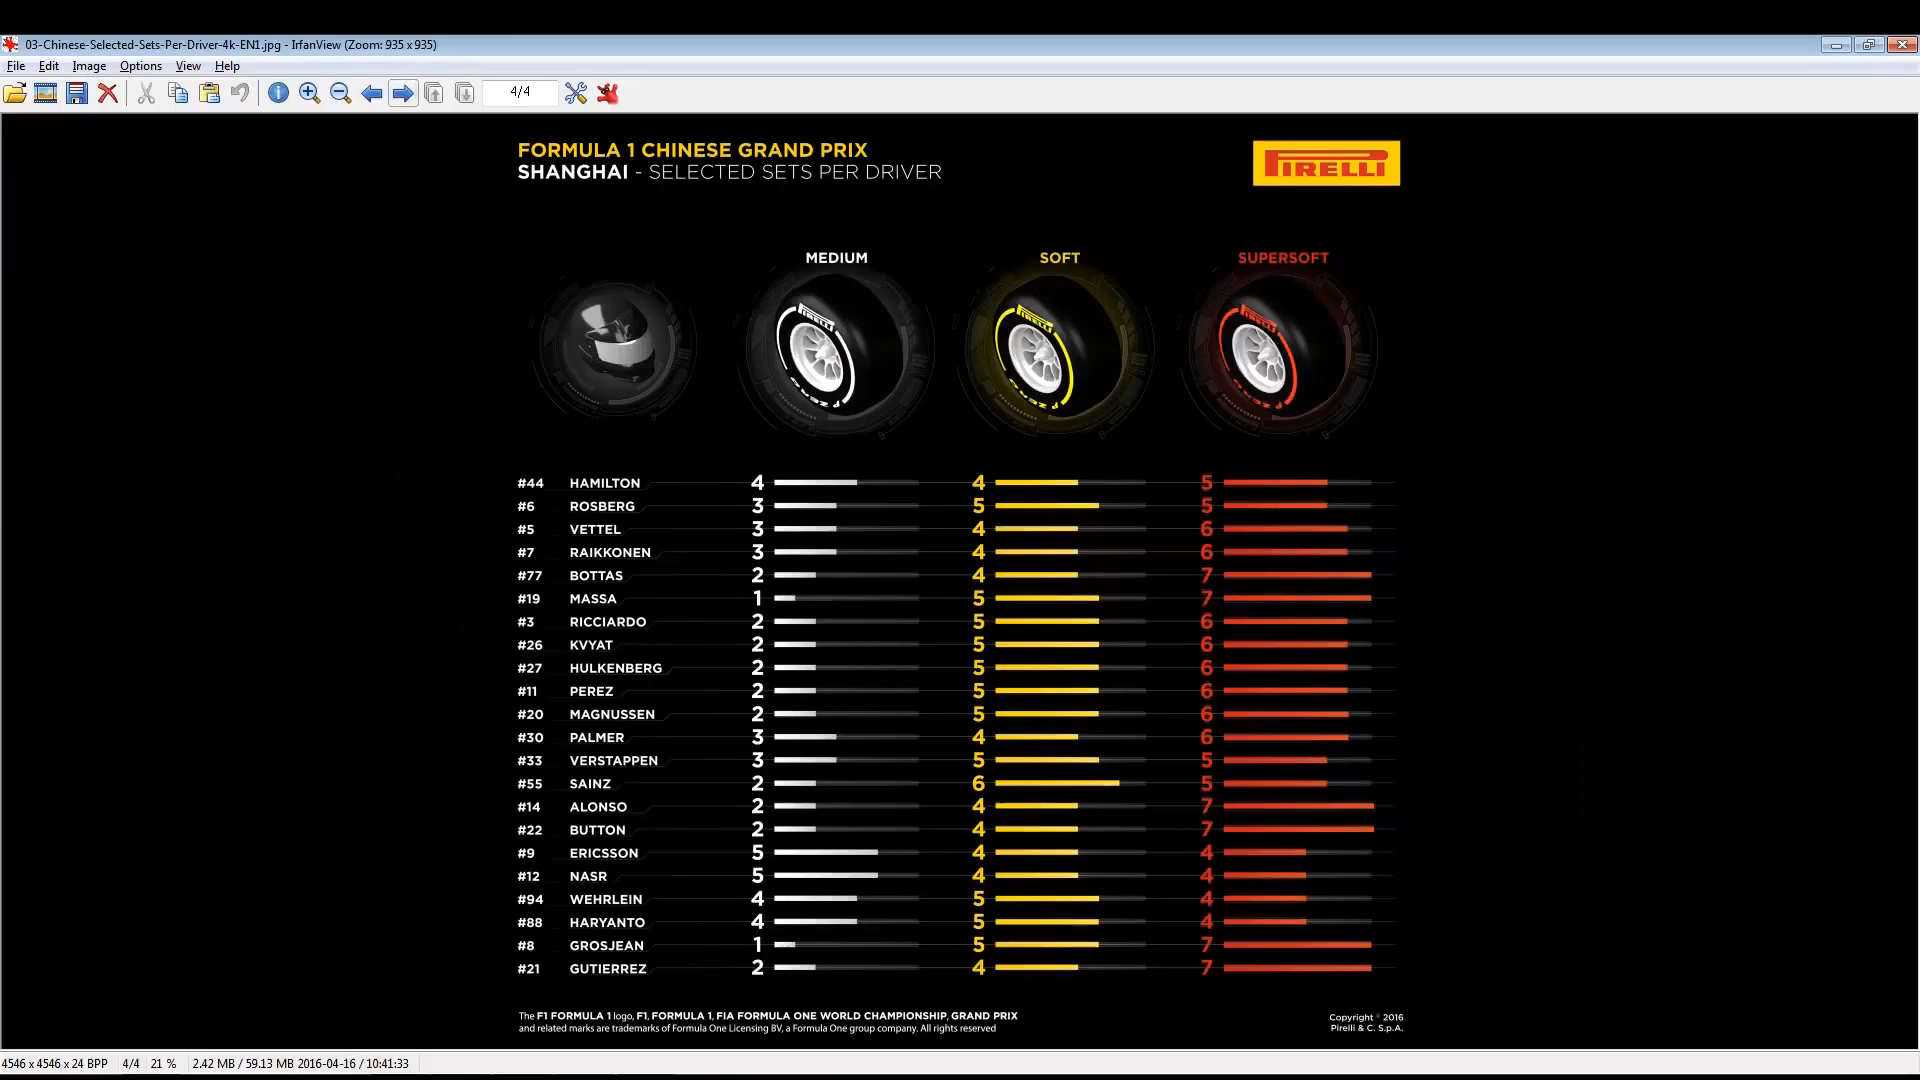 03-Chinese-Selected-Sets-Per-Driver-4k-EN1.jpg - IrfanView (Zoom: 935 x 935)
File Edit Image Options View Help
4/4
FORMULA 1 CHINESE GRAND PRIX
SHANGHAI - SELECTED SETS PER DRIVER
PIRELLI
MEDIUM SOFT SUPERSOFT
PIRELLI PIRELLI PIRELLI
P ZERO P ZERO P ZERO
#44 HAMILTON 4 4 5
#6 ROSBERG 3 5 5
#5 VETTEL 3 4 6
#7 RAIKKONEN 3 4 6
#77 BOTTAS 2 4 7
#19 MASSA 1 5 7
#3 RICCIARDO 2 5 6
#26 KVYAT 2 5 6
#27 HULKENBERG 2 5 6
#11 PEREZ 2 5 6
#20 MAGNUSSEN 2 5 6
#30 PALMER 3 4 6
#33 VERSTAPPEN 3 5 5
#55 SAINZ 2 6 5
#14 ALONSO 2 4 7
#22 BUTTON 2 4 7
#9 ERICSSON 5 4 4
#12 NASR 5 4 4
#94 WEHRLEIN 4 5 4
#88 HARYANTO 4 5 4
#8 GROSJEAN 1 5 7
#21 GUTIERREZ 2 4 7
The F1 FORMULA 1 logo, F1, FORMULA 1, FIA FORMULA ONE WORLD CHAMPIONSHIP, GRAND PRIX
and related marks are trademarks of Formula One Licensing BV, a Formula One group company. All rights reserved
Copyright © 2016
Pirelli & C. S.p.A.
4546 x 4546 x 24 BPP 4/4 21 % 2.42 MB / 59.13 MB 2016-04-16 / 10:41:33